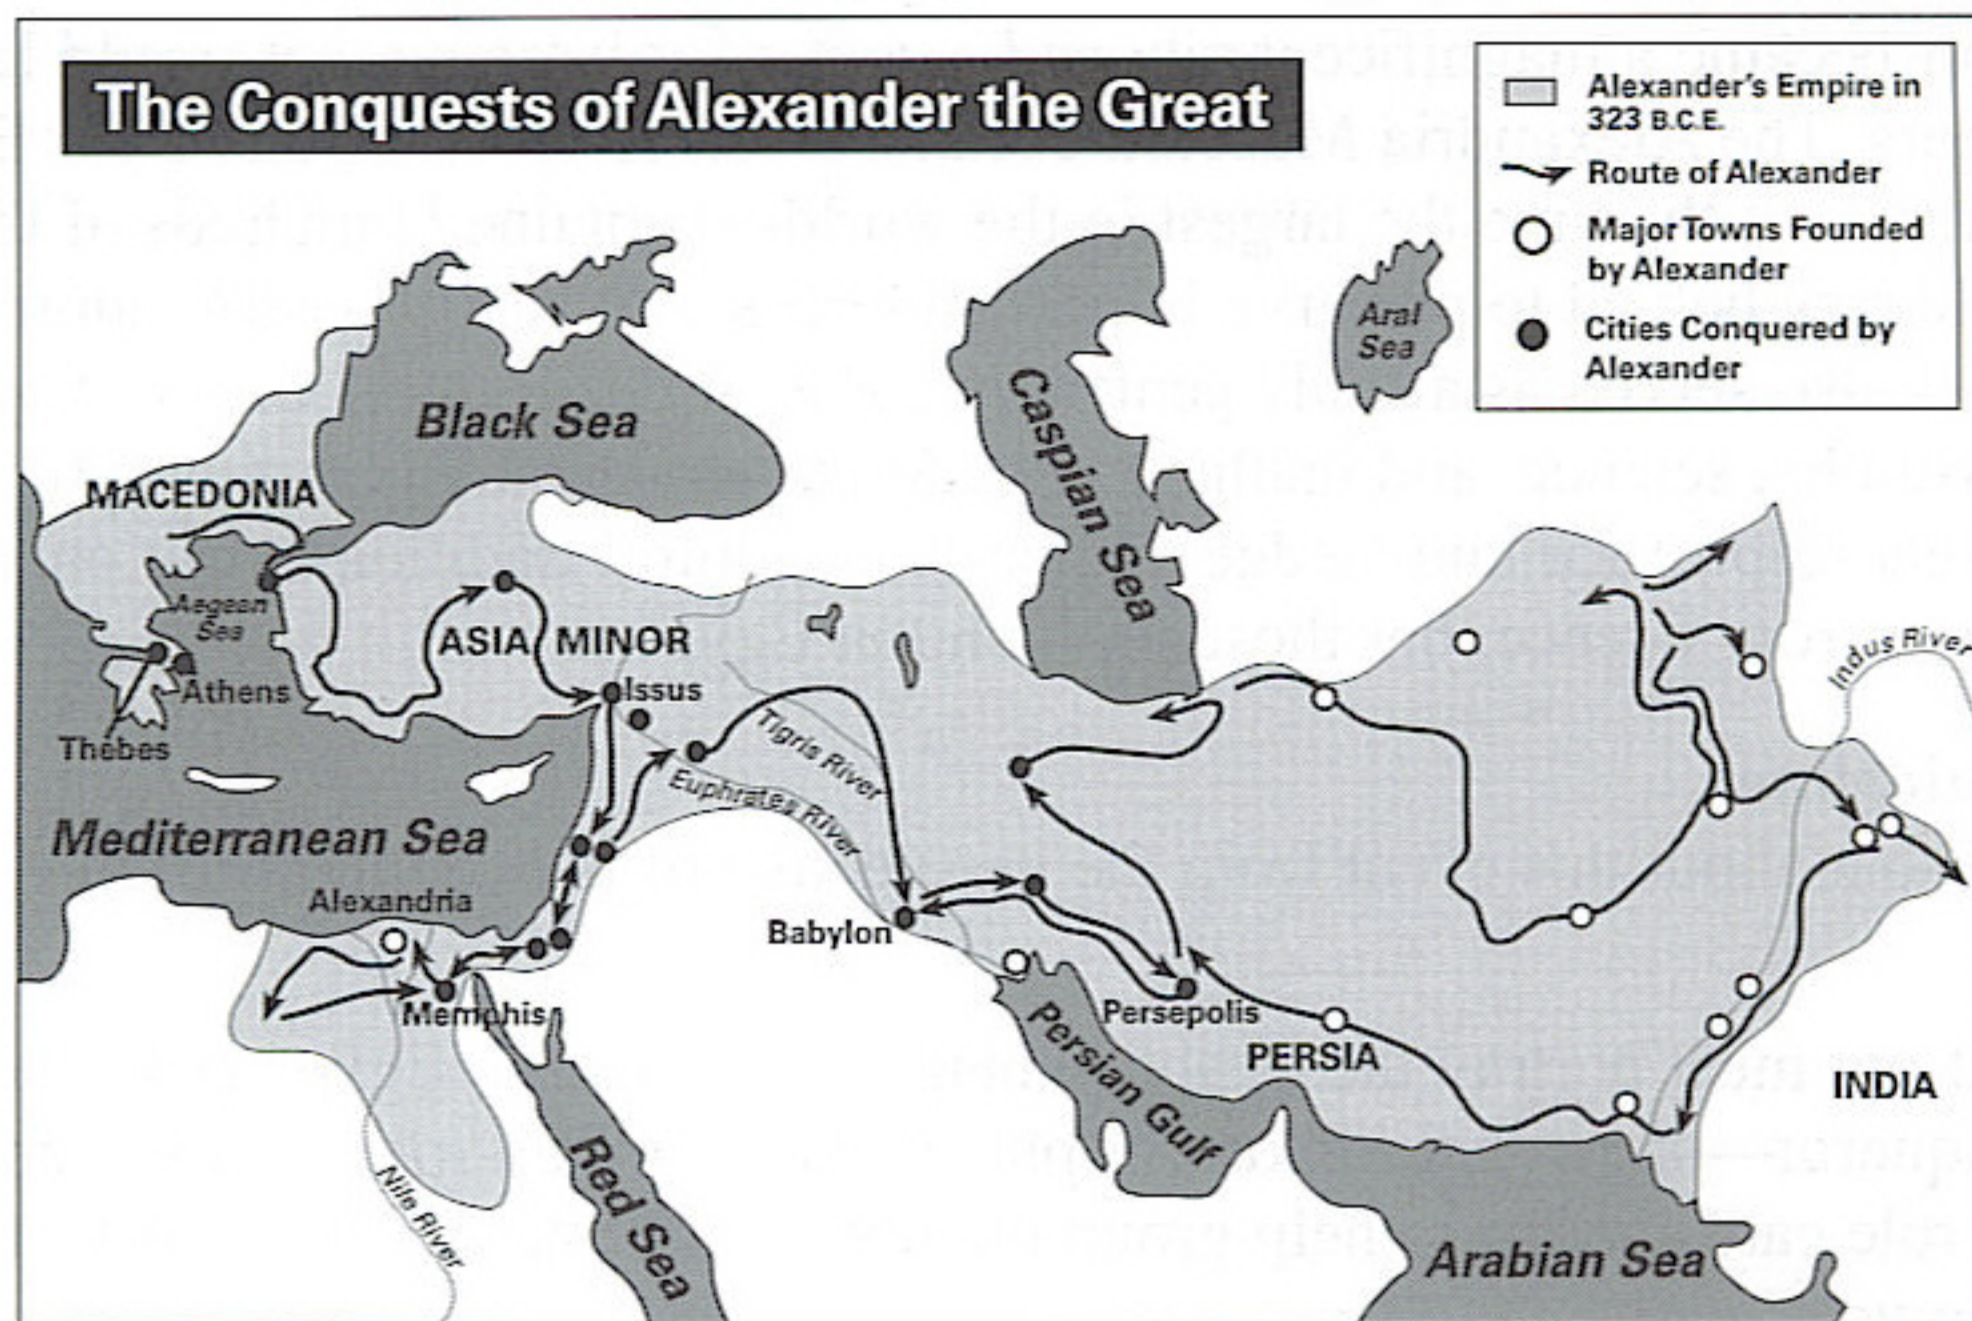 The Conquests of Alexander the Great
Alexander's Empire in
323 B.C.E.
Route of Alexander
Major Towns Founded
by Alexander
Cities Conquered by
Alexander
Aral
Sea
Black Sea
Caspian Sea
MACEDONIA
Aegean
Sea
ASIA MINOR
Indus River
Athens
Issus
Thebes
Tigris River
Euphrates River
Mediterranean Sea
Alexandria
Babylon
Memphis
Persepolis
Persian Gulf
PERSIA
INDIA
Nile River
Red Sea
Arabian Sea